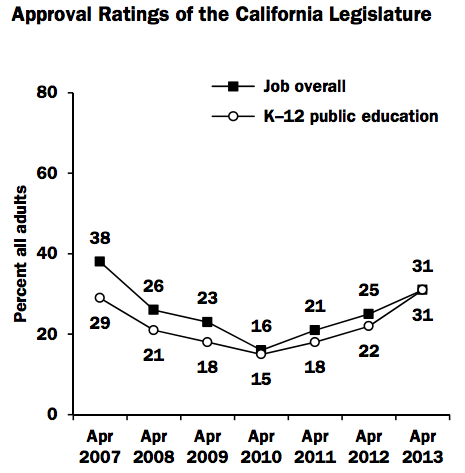 Approval Ratings of the California Legislature
Job overall
K–12 public education
Percent all adults
80
60
40
20
0
38
26
23
16
21
25
31
29
21
18
15
18
22
31
Apr 2007
Apr 2008
Apr 2009
Apr 2010
Apr 2011
Apr 2012
Apr 2013